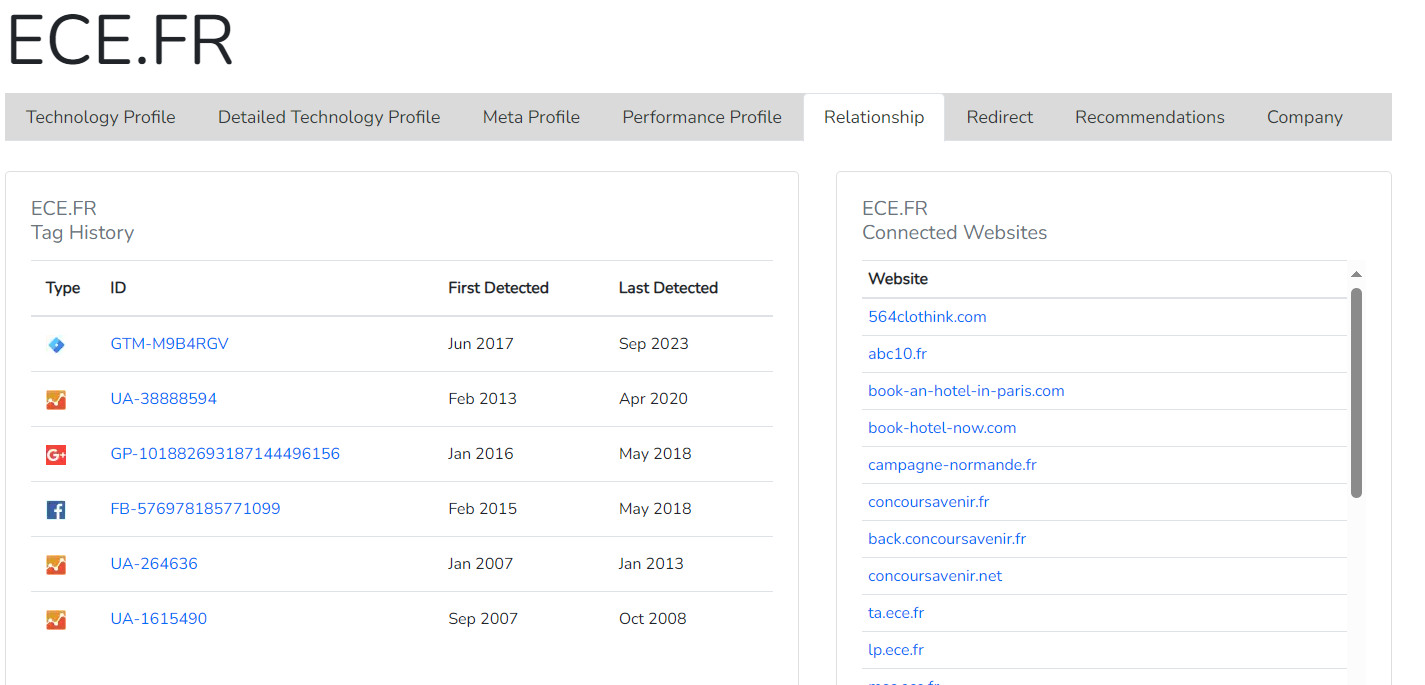 ECE.FR
Technology Profile Detailed Technology Profile Meta Profile Performance Profile Relationship Redirect Recommendations Company
ECE.FR
Tag History
Type ID First Detected Last Detected
GTM-M9B4RGV Jun 2017 Sep 2023
UA-38888594 Feb 2013 Apr 2020
G+ GP-101882693187144496156 Jan 2016 May 2018
f FB-576978185771099 Feb 2015 May 2018
UA-264636 Jan 2007 Jan 2013
UA-1615490 Sep 2007 Oct 2008
ECE.FR
Connected Websites
Website
564clothink.com
abc10.fr
book-an-hotel-in-paris.com
book-hotel-now.com
campagne-normande.fr
concoursavenir.fr
back.concoursavenir.fr
concoursavenir.net
ta.ece.fr
lp.ece.fr